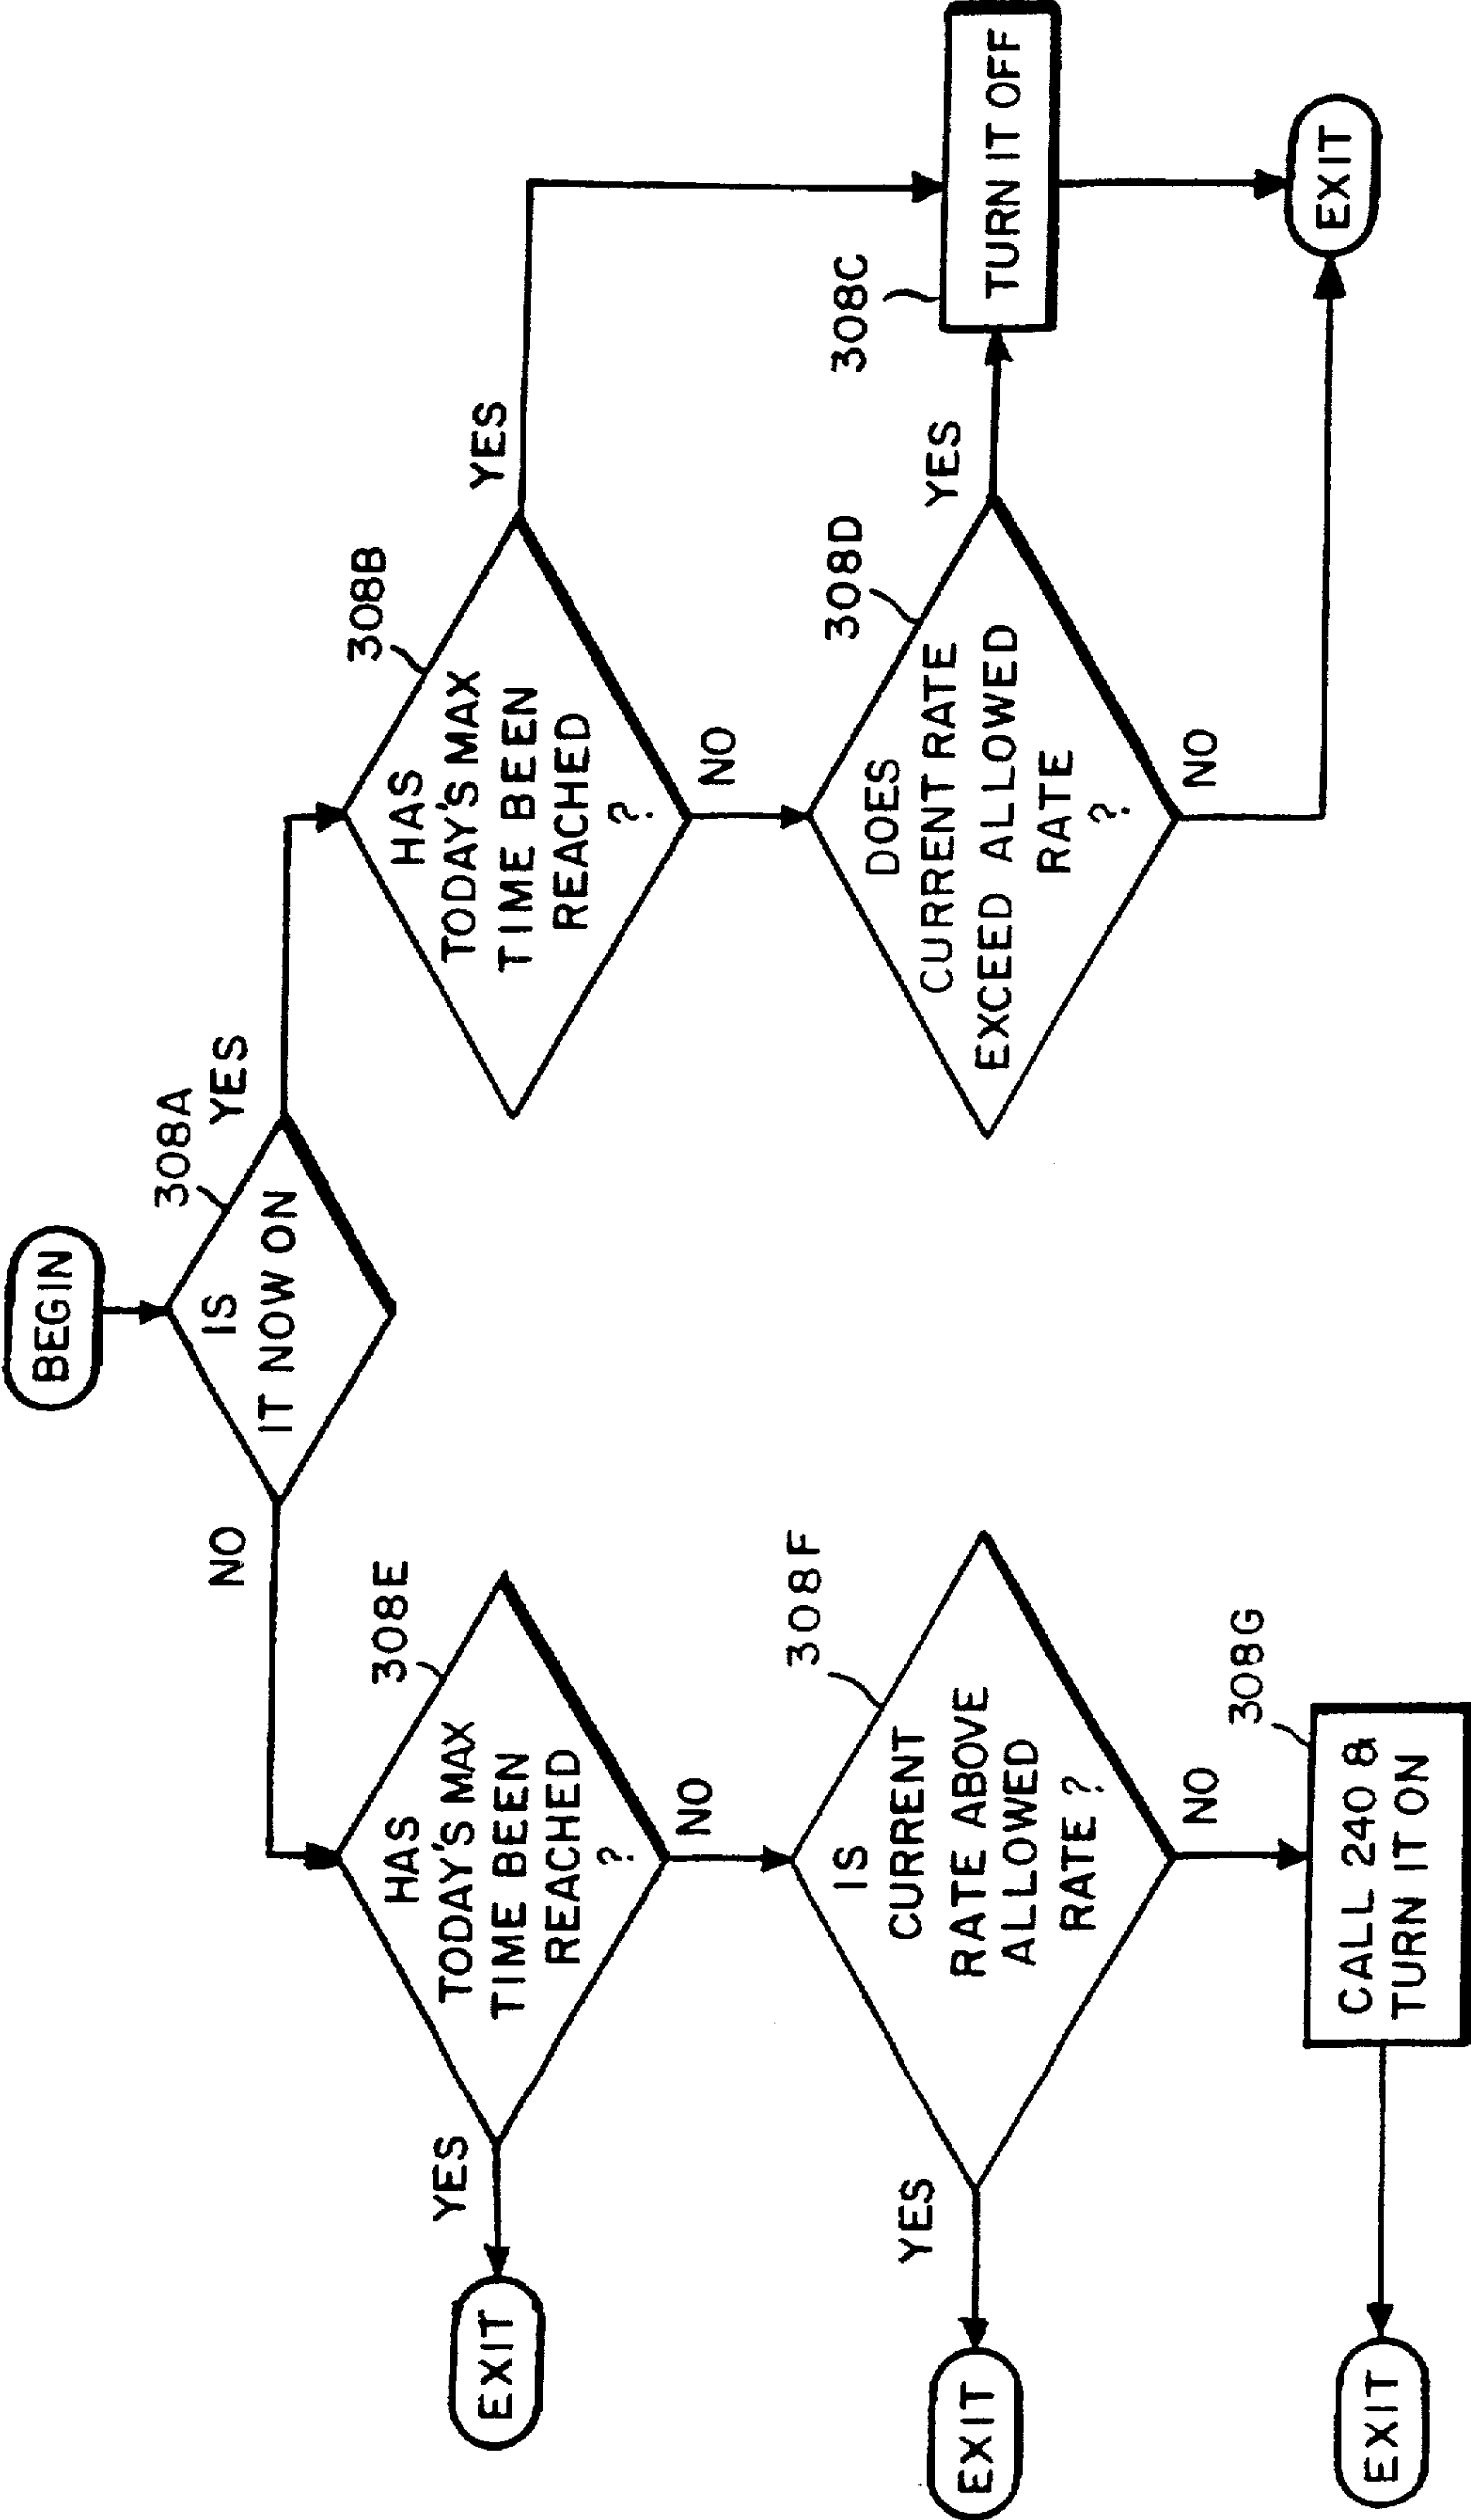 BEGIN
308A
IS
IT NOW ON
NO
YES
308E
HAS
TODAY'S MAX
TIME BEEN
REACHED
?
YES
EXIT
NO
308F
IS
CURRENT
RATE ABOVE
ALLOWED
RATE ?
YES
EXIT
NO
308G
CALL 240 &
TURN IT ON
EXIT
308B
HAS
TODAY'S MAX
TIME BEEN
REACHED
?
YES
NO
308D
DOES
CURRENT RATE
EXCEED ALLOWED
RATE
?
YES
308C
TURN IT OFF
NO
EXIT